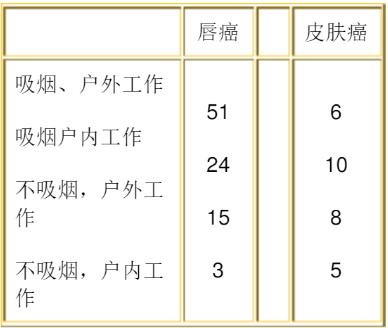 唇癌 皮肤癌
吸烟、户外工作
51 6
吸烟户内工作
24 10
不吸烟，户外工
作
15 8
不吸烟，户内工
作
3 5